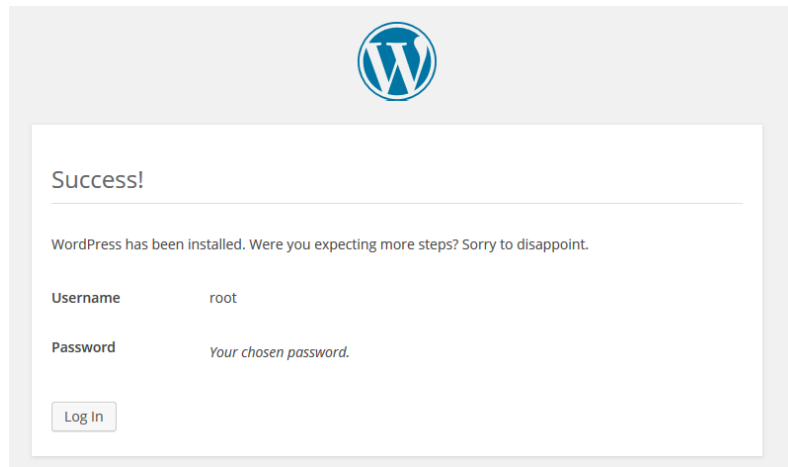 Success!
WordPress has been installed. Were you expecting more steps? Sorry to disappoint.
Username root
Password Your chosen password.
Log In